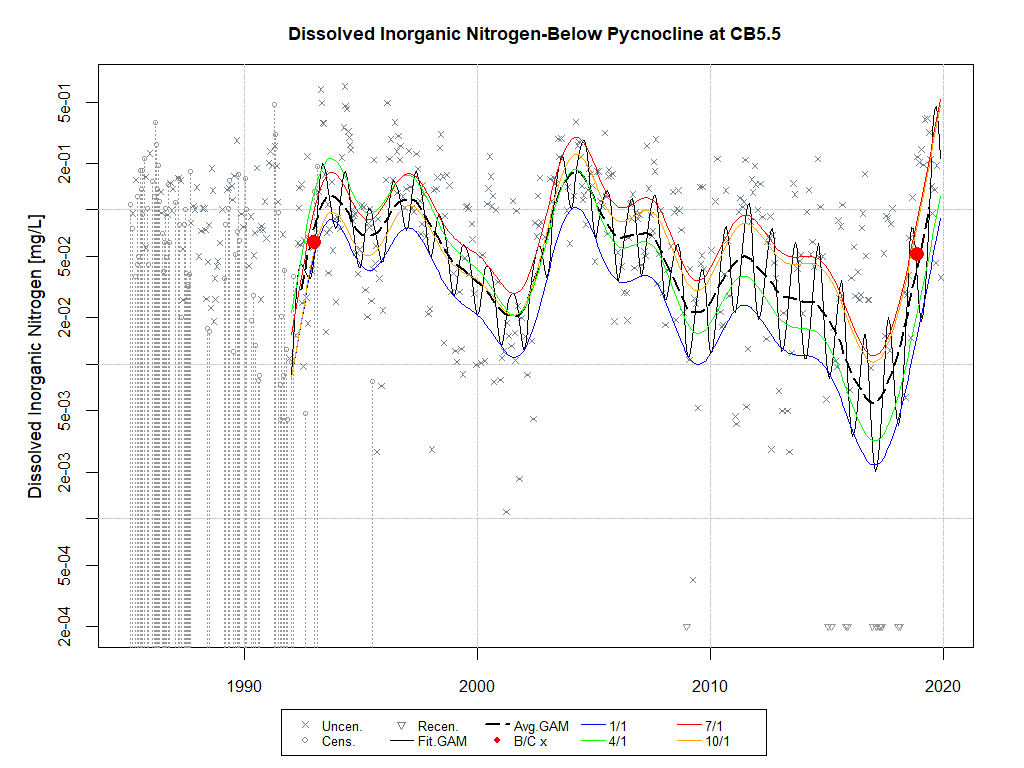 Dissolved Inorganic Nitrogen-Below Pycnocline at CB5.5
Dissolved Inorganic Nitrogen [mg/L]
5e-01
2e-01
5e-02
2e-02
5e-03
2e-03
5e-04
2e-04
1990 2000 2010 2020
Uncen. Recen. Avg.GAM 1/1 7/1
Cens. Fit.GAM B/C x 4/1 10/1